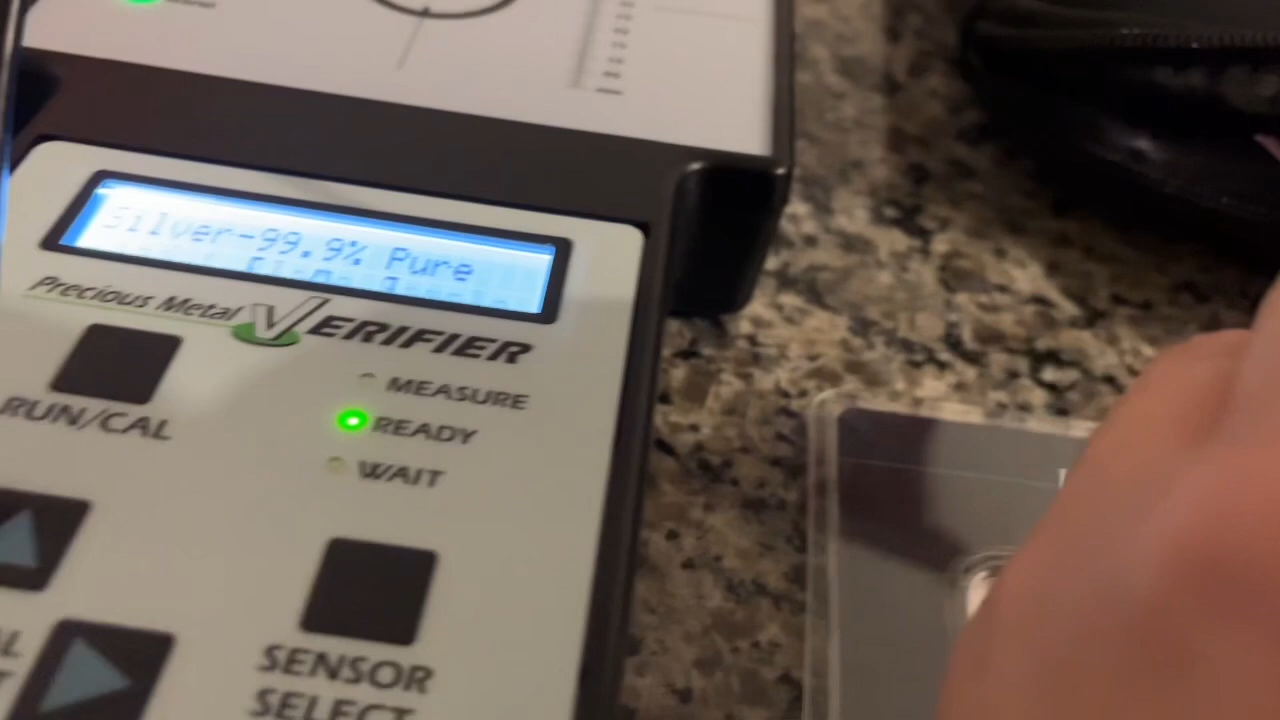 Silver-99.9% Pure
Precious Metal VERIFIER
MEASURE
RUN/CAL
READY
WAIT
SENSOR
SELECT